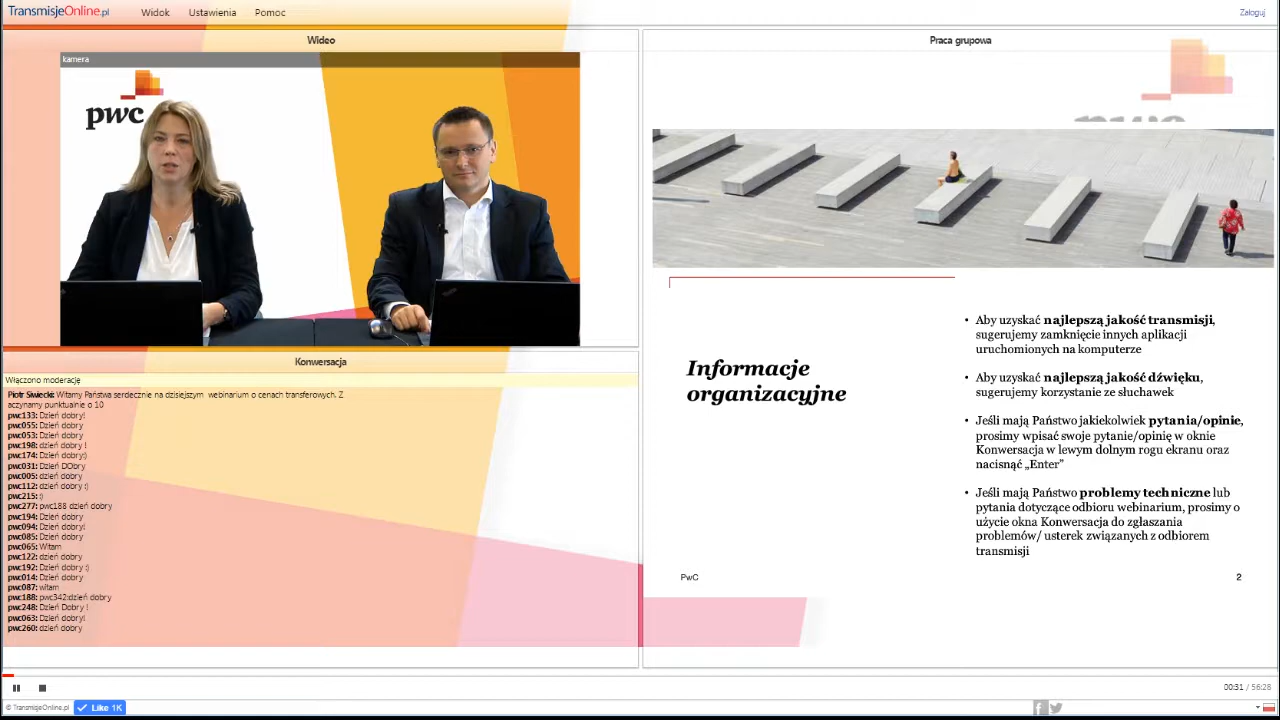 TransmisjeOnline.pl Widok Ustawienia Pomoc Zaloguj
Wideo
kamera
pwc
Konwersacja
Włączono moderację
Piotr Swiecki: Witamy Państwa serdecznie na dzisiejszym webinarium o cenach transferowych. Z
aczynamy punktualnie o 10
pwc133: Dzień dobry!
pwc055: Dzień dobry
pwc053: Dzień dobry
pwc198: dzień dobry !
pwc174: Dzień dobry:)
pwc031: Dzień DObry
pwc005: dzień dobry
pwc112: dzień dobry :)
pwc215: :)
pwc277: pwc188 dzień dobry
pwc194: Dzień dobry
pwc094: Dzień dobry!
pwc085: Dzień dobry
pwc065: Witam
pwc122: dzień dobry
pwc192: Dzień dobry :)
pwc014: Dzień dobry
pwc087: witam
pwc188: pwc342:dzień dobry
pwc248: Dzień Dobry !
pwc063: Dzień dobry!
pwc260: dzień dobry
Praca grupowa
pwc
Informacje
organizacyjne
• Aby uzyskać najlepszą jakość transmisji,
sugerujemy zamknięcie innych aplikacji
uruchomionych na komputerze
• Aby uzyskać najlepszą jakość dźwięku,
sugerujemy korzystanie ze słuchawek
• Jeśli mają Państwo jakiekolwiek pytania/opinie,
prosimy wpisać swoje pytanie/opinię w oknie
Konwersacja w lewym dolnym rogu ekranu oraz
nacisnąć „Enter”
• Jeśli mają Państwo problemy techniczne lub
pytania dotyczące odbioru webinarium, prosimy o
użycie okna Konwersacja do zgłaszania
problemów/ usterek związanych z odbiorem
transmisji
PwC 2
00:31 / 56:28
© TransmisjeOnline.pl Like 1K